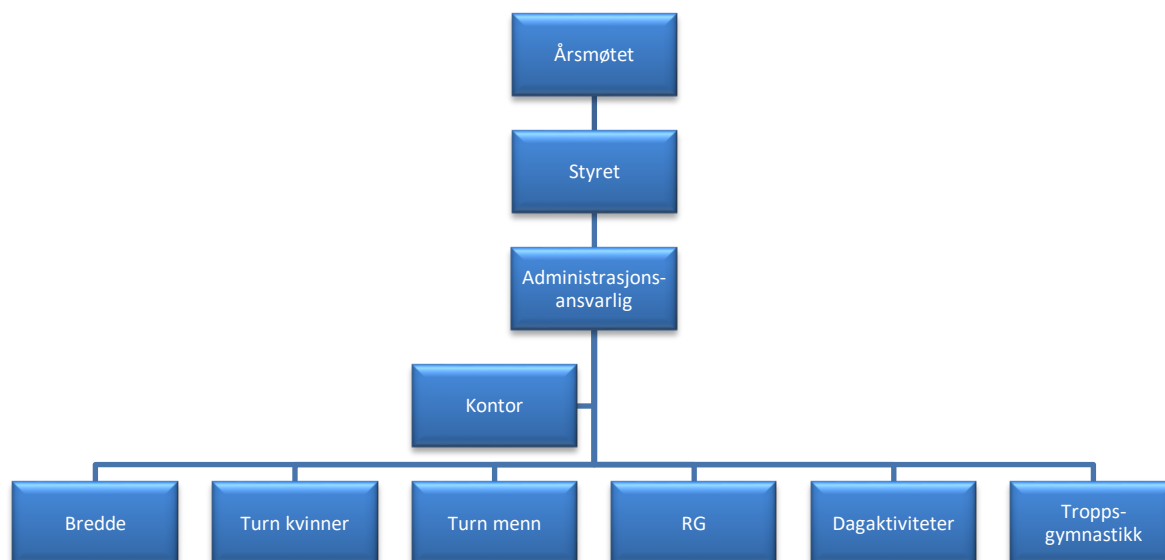 Årsmøtet
Styret
Administrasjons-
ansvarlig
Kontor
Bredde
Turn kvinner
Turn menn
RG
Dagaktiviteter
Tropps-
gymnastikk